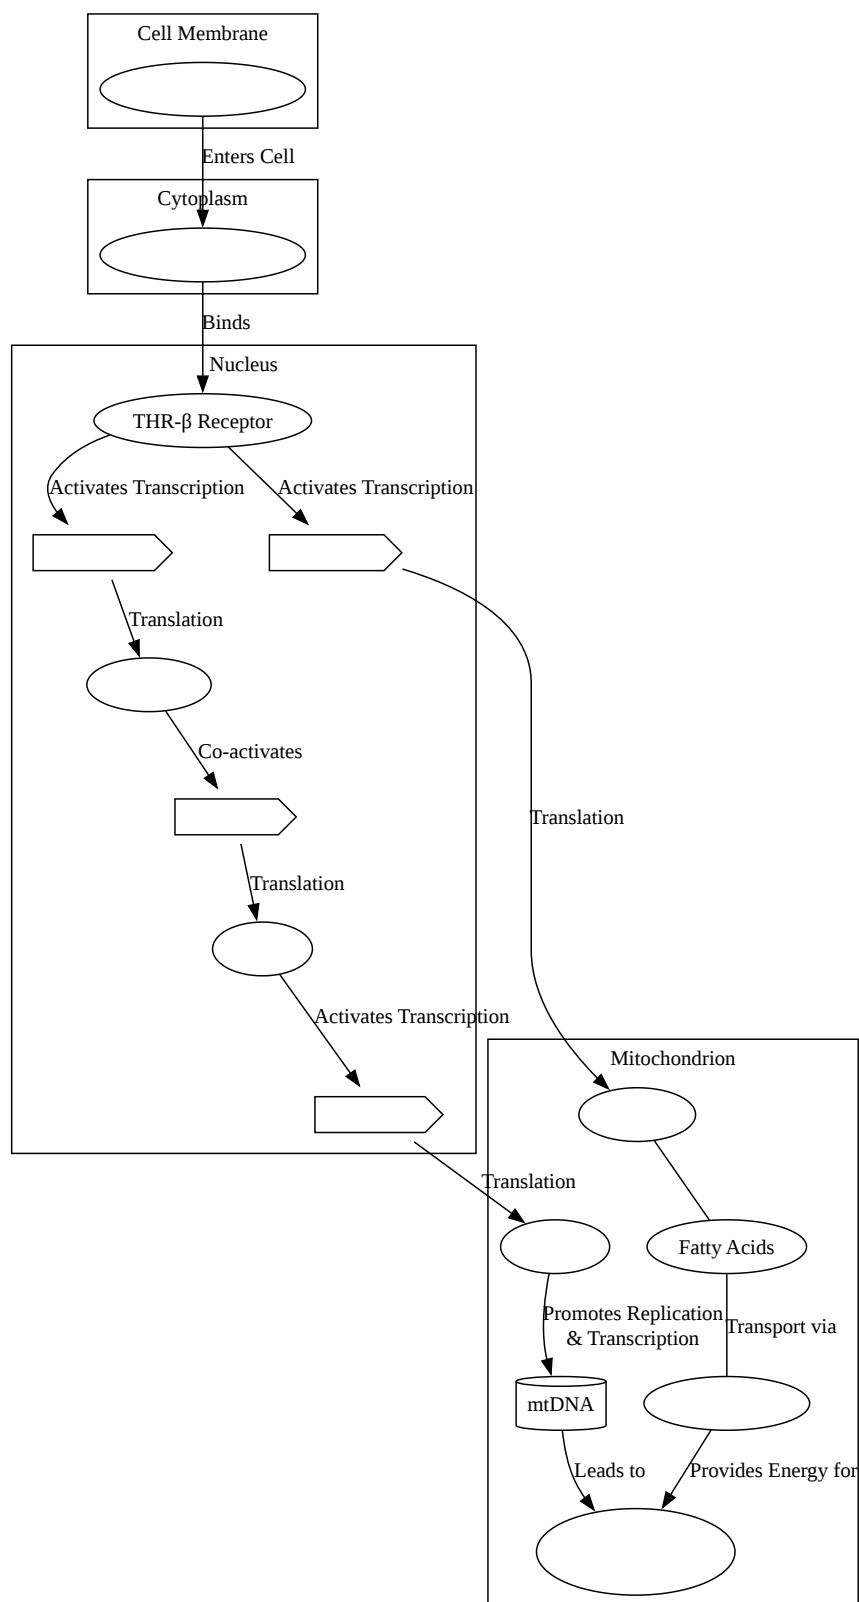 Cell Membrane
Enters Cell
Cytoplasm
Binds
Nucleus
THR-β Receptor
Activates Transcription
Activates Transcription
Translation
Co-activates
Translation
Translation
Activates Transcription
Mitochondrion
Translation
Fatty Acids
Promotes Replication
& Transcription
Transport via
mtDNA
Leads to
Provides Energy for